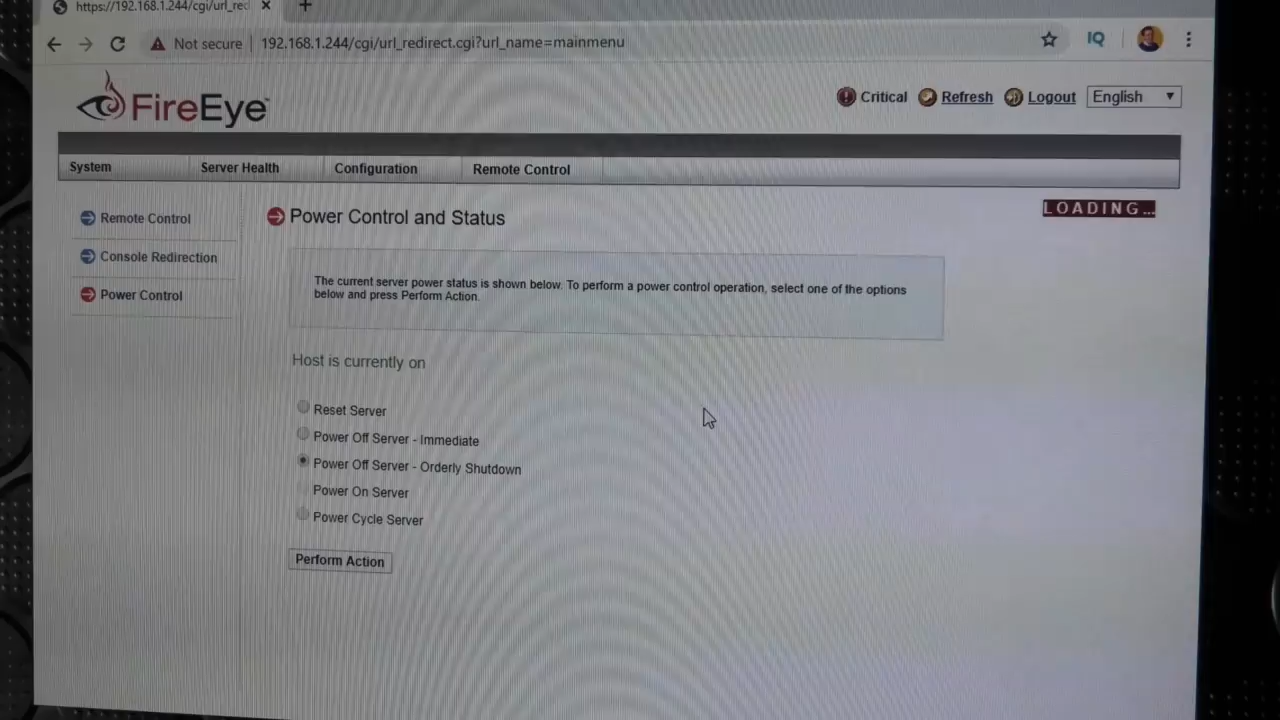 https://192.168.1.244/cgi/url_red
Not secure
192.168.1.244/cgi/url_redirect.cgi?url_name=mainmenu
IQ
FireEye
Critical
Refresh
Logout
English
System
Server Health
Configuration
Remote Control
Remote Control
Console Redirection
Power Control
Power Control and Status
LOADING...
The current server power status is shown below. To perform a power control operation, select one of the options
below and press Perform Action.
Host is currently on
Reset Server
Power Off Server - Immediate
Power Off Server - Orderly Shutdown
Power On Server
Power Cycle Server
Perform Action